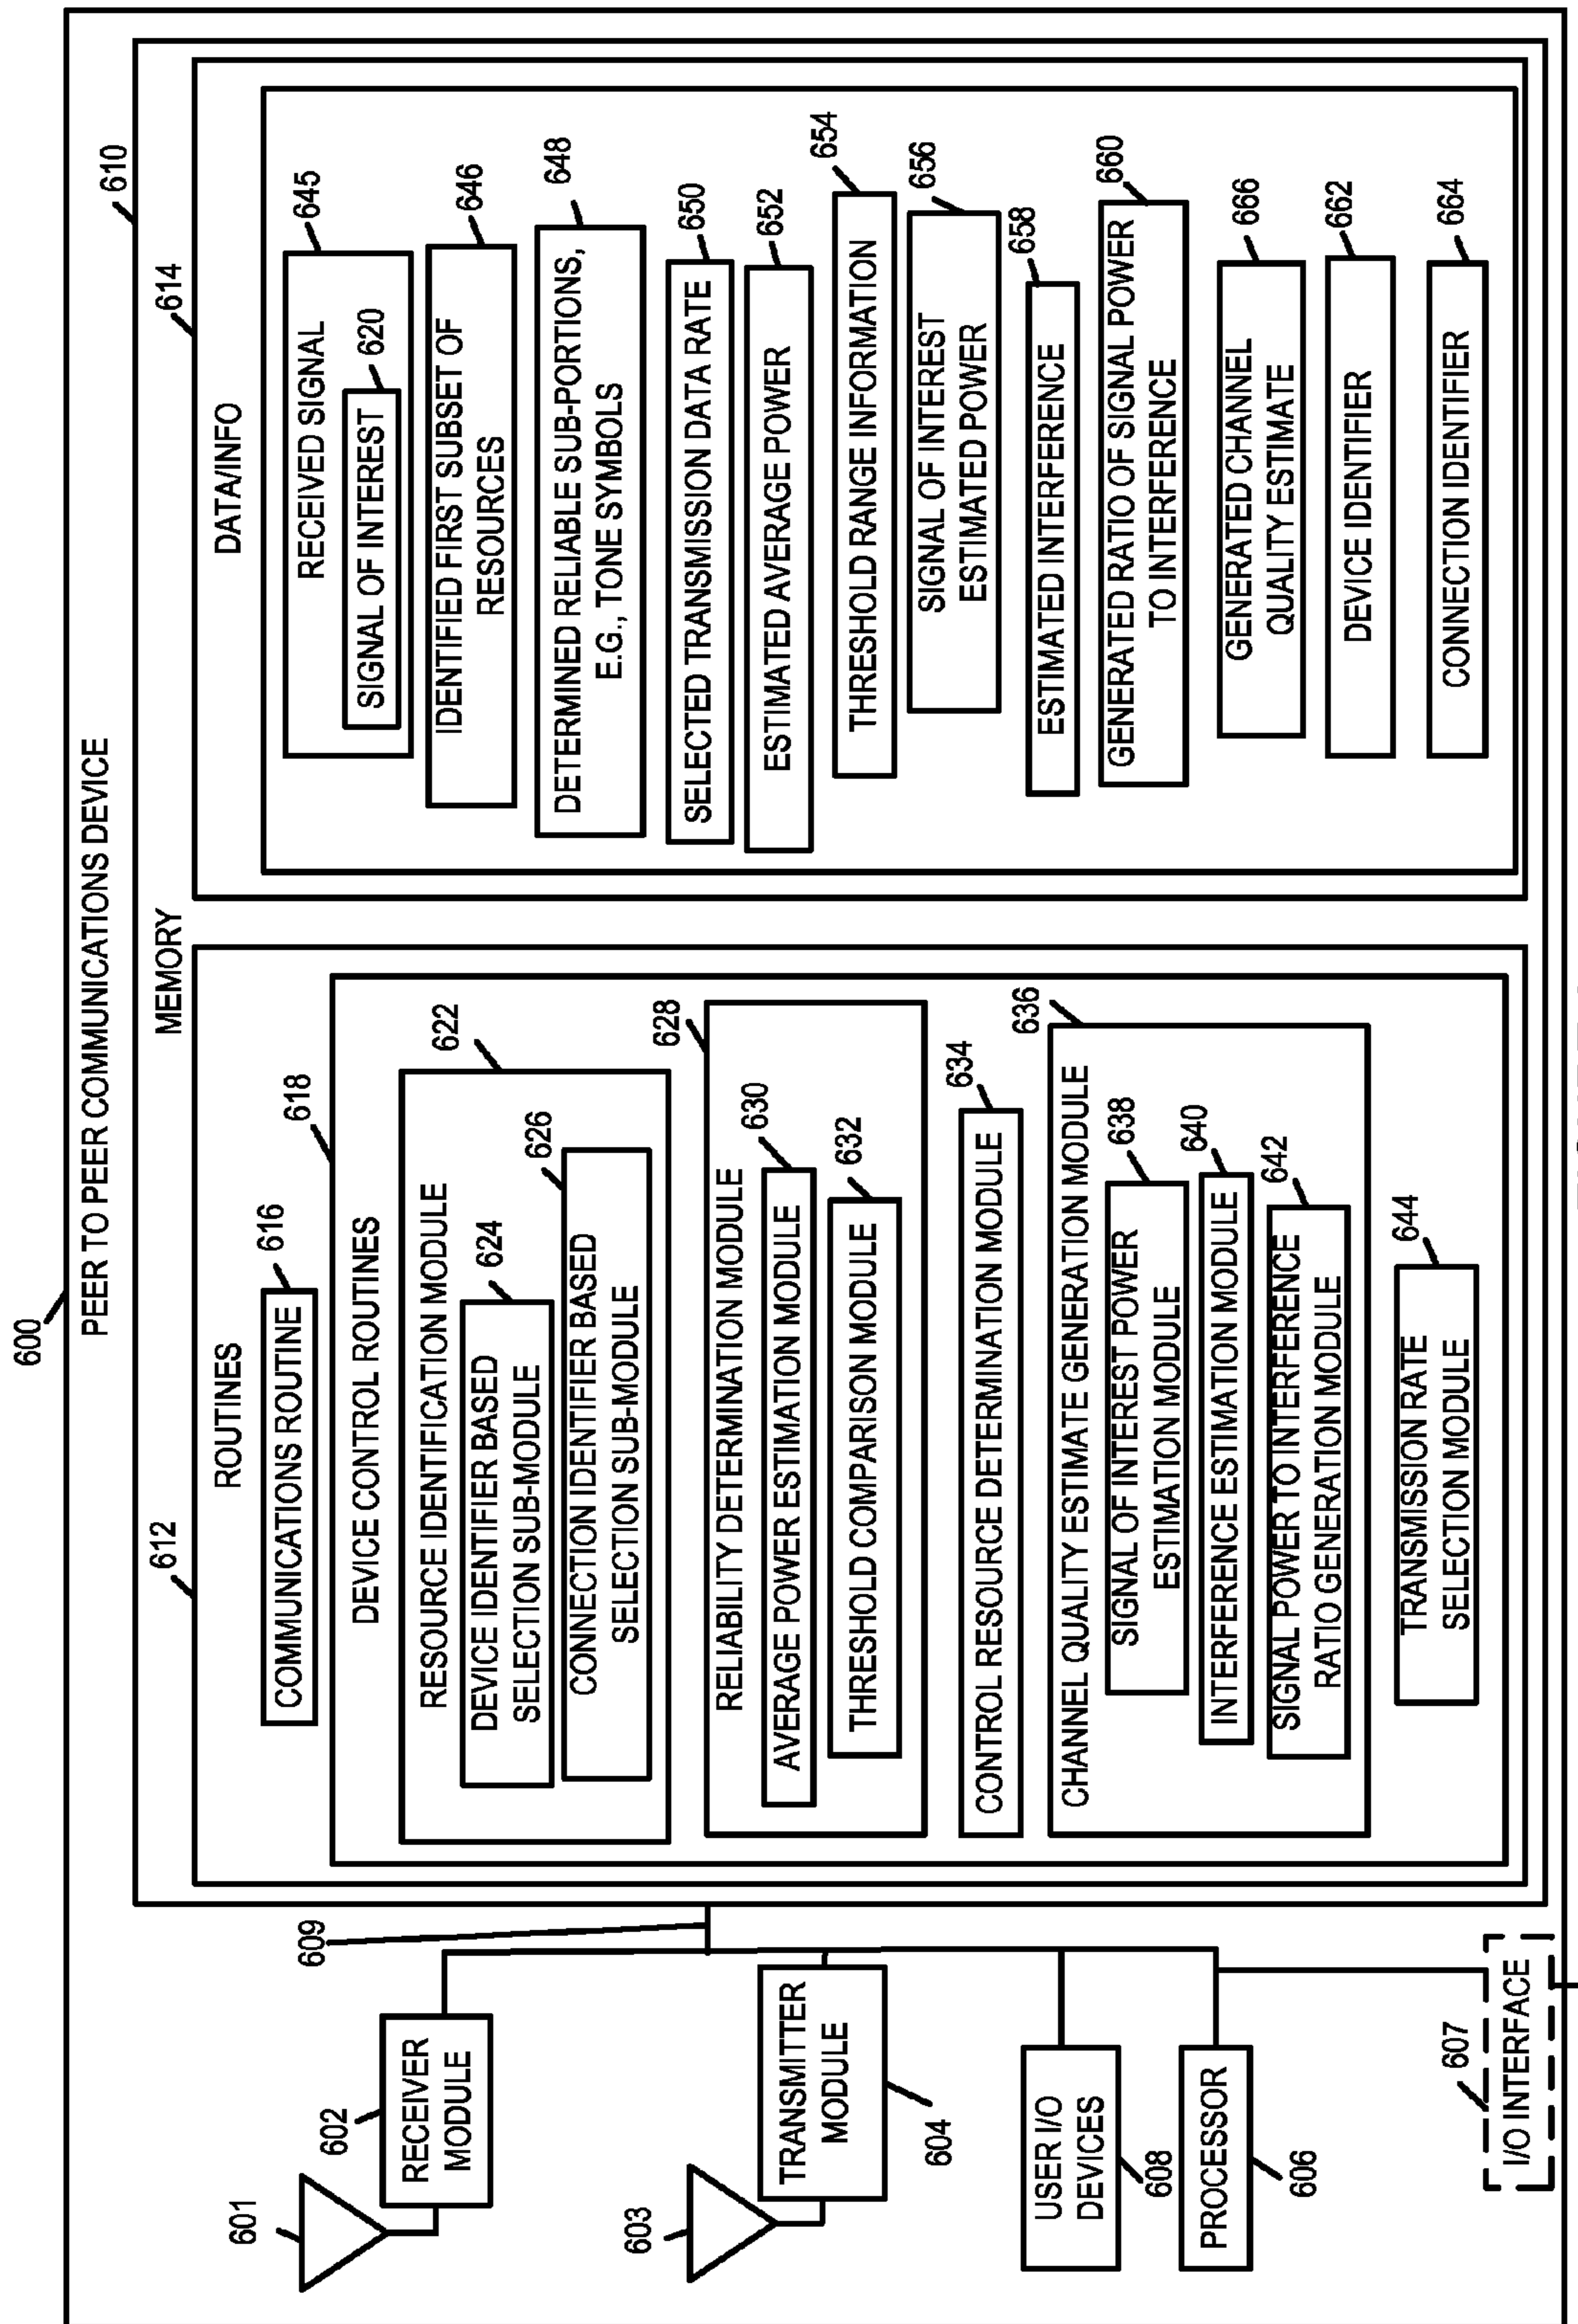 600
PEER TO PEER COMMUNICATIONS DEVICE
610
MEMORY
601
602
RECEIVER
MODULE
603
TRANSMITTER
MODULE
604
USER I/O
DEVICES
608
PROCESSOR
606
607
I/O INTERFACE
609
612
ROUTINES
COMMUNICATIONS ROUTINE
616
618
DEVICE CONTROL ROUTINES
622
RESOURCE IDENTIFICATION MODULE
DEVICE IDENTIFIER BASED
SELECTION SUB-MODULE
624
626
CONNECTION IDENTIFIER BASED
SELECTION SUB-MODULE
628
RELIABILITY DETERMINATION MODULE
630
AVERAGE POWER ESTIMATION MODULE
632
THRESHOLD COMPARISON MODULE
634
CONTROL RESOURCE DETERMINATION MODULE
636
CHANNEL QUALITY ESTIMATE GENERATION MODULE
638
SIGNAL OF INTEREST POWER
ESTIMATION MODULE
640
INTERFERENCE ESTIMATION MODULE
642
SIGNAL POWER TO INTERFERENCE
RATIO GENERATION MODULE
644
TRANSMISSION RATE
SELECTION MODULE
614
DATA/INFO
645
RECEIVED SIGNAL
SIGNAL OF INTEREST
620
646
IDENTIFIED FIRST SUBSET OF
RESOURCES
648
DETERMINED RELIABLE SUB-PORTIONS,
E.G., TONE SYMBOLS
650
SELECTED TRANSMISSION DATA RATE
652
ESTIMATED AVERAGE POWER
654
THRESHOLD RANGE INFORMATION
656
SIGNAL OF INTEREST
ESTIMATED POWER
658
ESTIMATED INTERFERENCE
660
GENERATED RATIO OF SIGNAL POWER
TO INTERFERENCE
666
GENERATED CHANNEL
QUALITY ESTIMATE
662
DEVICE IDENTIFIER
664
CONNECTION IDENTIFIER